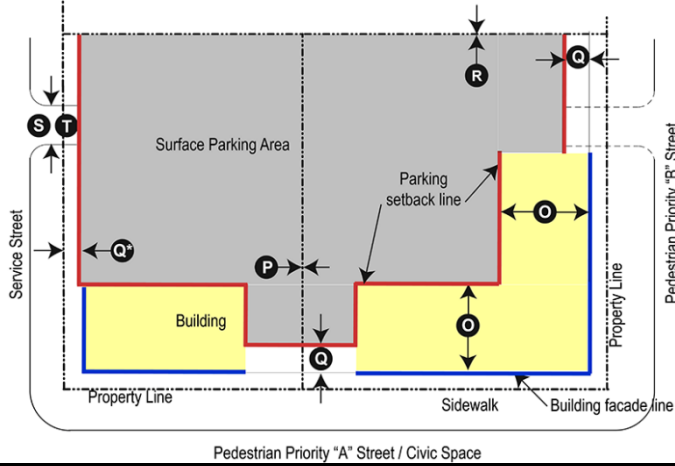 Q
R
S T
Surface Parking Area
Parking
setback line
Pedestrian Priority "B" Street
O
Service Street
Q*
P
Property Line
Building
O
Q
Property Line
Sidewalk
Building facade line
Pedestrian Priority "A" Street / Civic Space